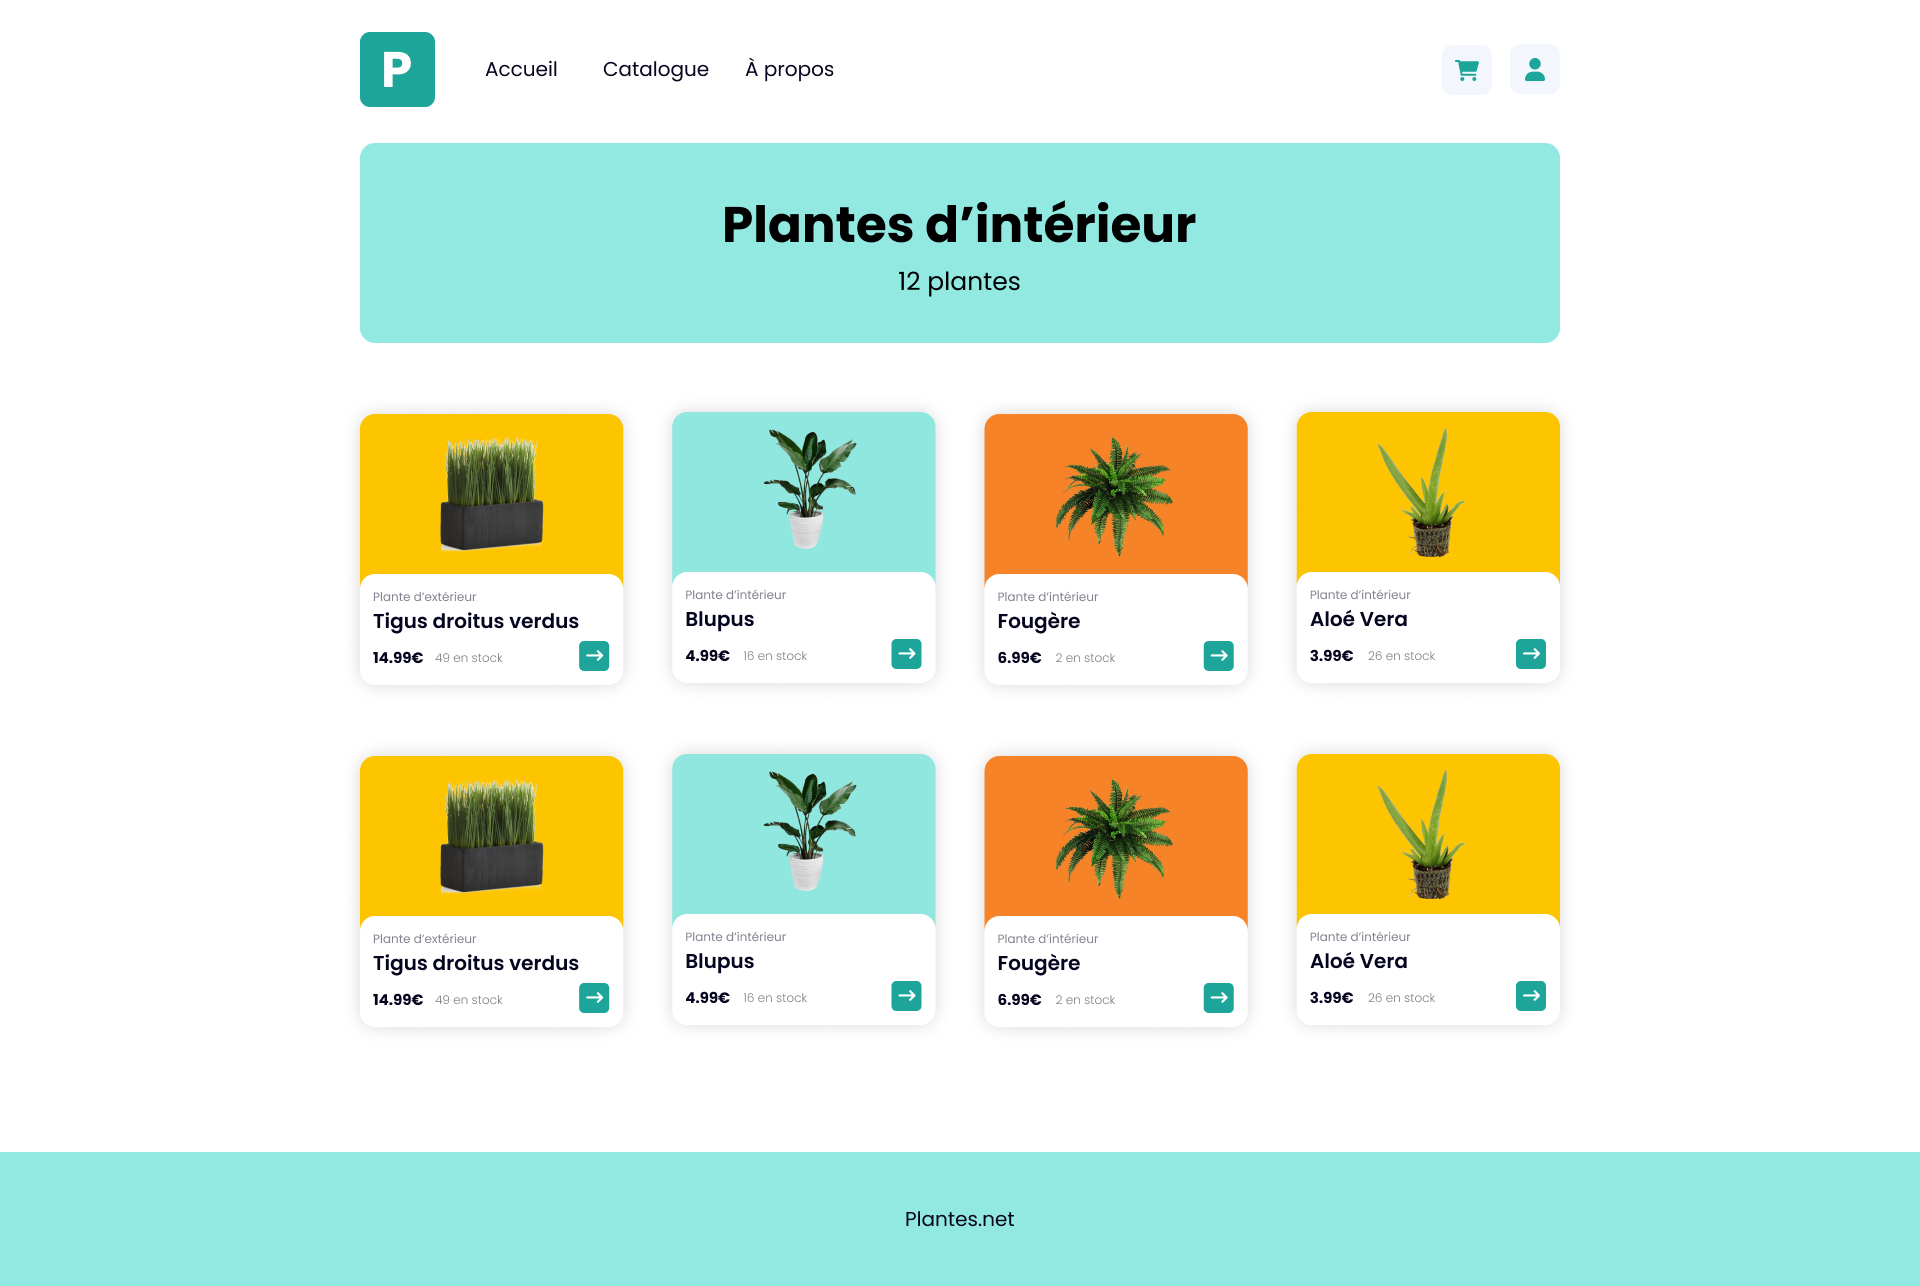 P
Accueil
Catalogue
À propos
Plantes d’intérieur
12 plantes
Plante d’extérieur
Tigus droitus verdus
14.99€ 49 en stock
Plante d’intérieur
Blupus
4.99€ 16 en stock
Plante d’intérieur
Fougère
6.99€ 2 en stock
Plante d’intérieur
Aloé Vera
3.99€ 26 en stock
Plante d’extérieur
Tigus droitus verdus
14.99€ 49 en stock
Plante d’intérieur
Blupus
4.99€ 16 en stock
Plante d’intérieur
Fougère
6.99€ 2 en stock
Plante d’intérieur
Aloé Vera
3.99€ 26 en stock
Plantes.net